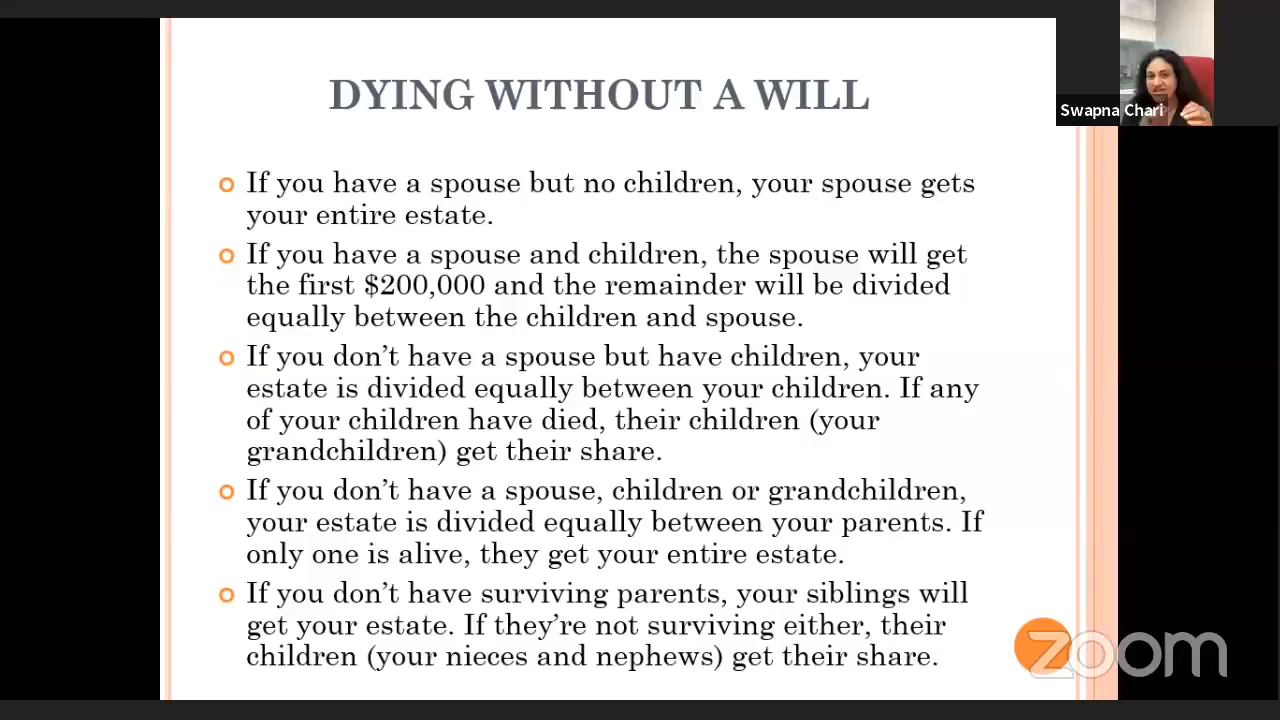 DYING WITHOUT A WILL
Swapna Chari
If you have a spouse but no children, your spouse gets
your entire estate.
If you have a spouse and children, the spouse will get
the first $200,000 and the remainder will be divided
equally between the children and spouse.
If you don’t have a spouse but have children, your
estate is divided equally between your children. If any
of your children have died, their children (your
grandchildren) get their share.
If you don’t have a spouse, children or grandchildren,
your estate is divided equally between your parents. If
only one is alive, they get your entire estate.
If you don’t have surviving parents, your siblings will
get your estate. If they’re not surviving either, their
children (your nieces and nephews) get their share.
zoom